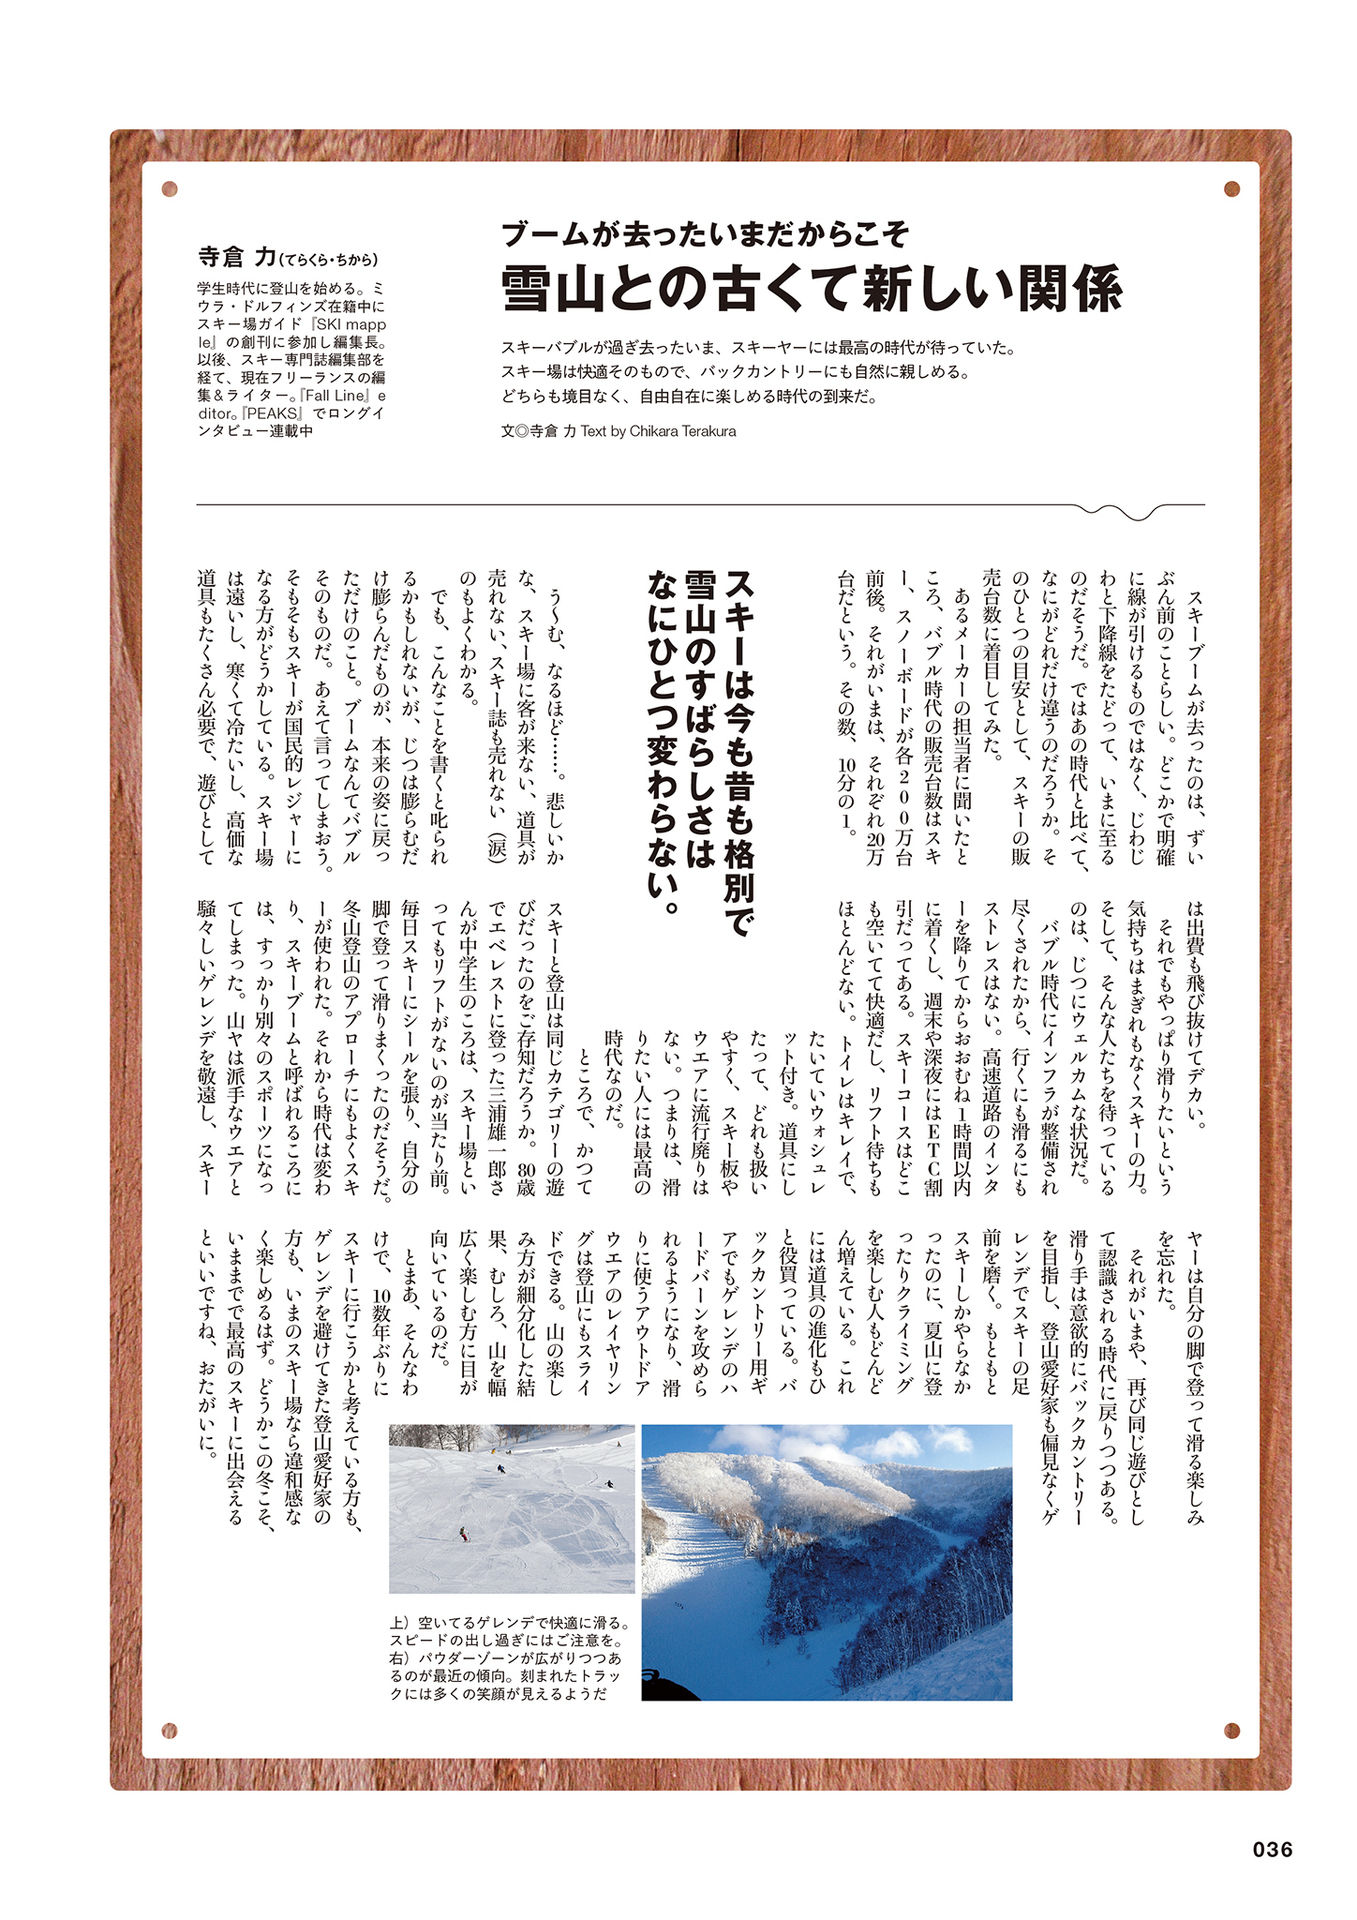 ブームが去ったいまだからこそ
雪山との古くて新しい関係
スキーバブルが過ぎ去ったいま、スキーヤーには最高の時代が待っていた。
スキー場は快適そのもので、バックカントリーにも自然に親しめる。
どちらも境目なく、自由自在に楽しめる時代の到来だ。
文◎寺倉 力 Text by Chikara Terakura
寺倉 力(てらくら・ちから)
学生時代に登山を始める。ミ
ウラ・ドルフィンズ在籍中に
スキー場ガイド『SKI mapp
le』の創刊に参加し編集長。
以後、スキー専門誌編集部を
経て、現在フリーランスの編
集＆ライター。『Fall Line』e
ditor。『PEAKS』でロングイ
ンタビュー連載中
スキーブームが去ったのは、ずい
ぶん前のことらしい。どこかで明確
に線が引けるものではなく、じわじ
わと下降線をたどって、いまに至る
のだそうだ。ではあの時代と比べて、
なにがどれだけ違うのだろうか。そ
のひとつの目安として、スキーの販
売台数に着目してみた。
あるメーカーの担当者に聞いたと
ころ、バブル時代の販売台数はスキ
ー、スノーボードが各200万台
前後。それがいまは、それぞれ20万
台だという。その数、10分の1。
スキーは今も昔も格別で
雪山のすばらしさは
なにひとつ変わらない。
う〜む、なるほど……。悲しいか
な、スキー場に客が来ない、道具が
売れない、スキー誌も売れない（涙）
のもよくわかる。
でも、こんなことを書くと叱られ
るかもしれないが、じつは膨らむだ
け膨らんだものが、本来の姿に戻っ
ただけのこと。ブームなんてバブル
そのものだ。あえて言ってしまおう。
そもそもスキーが国民的レジャーに
なる方がどうかしている。スキー場
は遠いし、寒くて冷たいし、高価な
道具もたくさん必要で、遊びとして
は出費も飛び抜けてデカい。
それでもやっぱり滑りたいという
気持ちはまぎれもなくスキーの力。
そして、そんな人たちを待っている
のは、じつにウェルカムな状況だ。
バブル時代にインフラが整備され
尽くされたから、行くにも滑るにも
ストレスはない。高速道路のインタ
ーを降りてからおおむね1時間以内
に着くし、週末や深夜にはETC割
引だってある。スキーコースはどこ
も空いてて快適だし、リフト待ちも
ほとんどない。トイレはキレイで、
たいていウォシュレ
ット付き。道具にし
たって、どれも扱い
やすく、スキー板や
ウエアに流行廃りは
ない。つまりは、滑
りたい人には最高の
時代なのだ。
ところで、かつて
スキーと登山は同じカテゴリーの遊
びだったのをご存知だろうか。80歳
でエベレストに登った三浦雄一郎さ
んが中学生のころは、スキー場とい
ってもリフトがないのが当たり前。
毎日スキーにシールを張り、自分の
脚で登って滑りまくったのだそうだ。
冬山登山のアプローチにもよくスキ
ーが使われた。それから時代は変わ
り、スキーブームと呼ばれるころに
は、すっかり別々のスポーツになっ
てしまった。山ヤは派手なウエアと
騒々しいゲレンデを敬遠し、スキー
ヤーは自分の脚で登って滑る楽しみ
を忘れた。
それがいまや、再び同じ遊びとし
て認識される時代に戻りつつある。
滑り手は意欲的にバックカントリー
を目指し、登山愛好家も偏見なくゲ
レンデでスキーの足
前を磨く。もともと
スキーしかやらなか
ったのに、夏山に登
ったりクライミング
を楽しむ人もどんど
ん増えている。これ
には道具の進化もひ
と役買っている。バ
ックカントリー用ギ
アでもゲレンデのハ
ードバーンを攻めら
れるようになり、滑
りに使うアウトドア
ウエアのレイヤリン
グは登山にもスライ
ドできる。山の楽し
み方が細分化した結
果、むしろ、山を幅
広く楽しむ方に目が
向いているのだ。
とまあ、そんなわ
けで、10数年ぶりに
スキーに行こうかと考えている方も、
ゲレンデを避けてきた登山愛好家の
方も、いまのスキー場なら違和感な
く楽しめるはず。どうかこの冬こそ、
いままでで最高のスキーに出会える
といいですね、おたがいに。
上）空いてるゲレンデで快適に滑る。
スピードの出し過ぎにはご注意を。
右）パウダーゾーンが広がりつつあ
るのが最近の傾向。刻まれたトラッ
クには多くの笑顔が見えるようだ
036